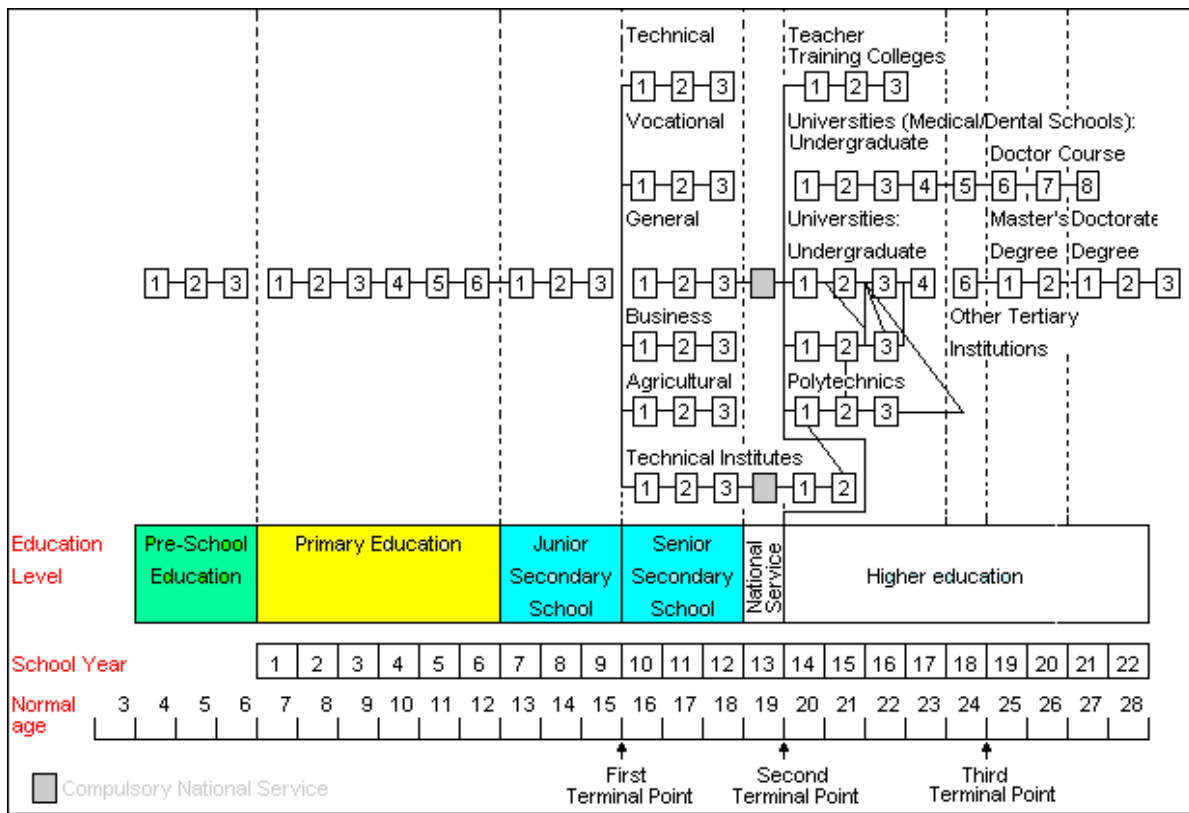 Technical
Teacher
Training Colleges
1 2 3
1 2 3
Vocational
Universities (Medical/Dental Schools):
Undergraduate
Doctor Course
1 2 3
1 2 3 4 5 6 7 8
General
Universities:
Master's Doctorate
Undergraduate
Degree Degree
1 2 3
1 2 3 4 5 6
1 2 3
1 2 3
1 2 3 4
6 1 2 1 2 3
Business
Other Tertiary
Institutions
1 2 3
1 2 3
Agricultural
Polytechnics
1 2 3
1 2 3
Technical Institutes
1 2 3 1 2
Education
Level
Pre-School
Education
Primary Education
Junior
Secondary
School
Senior
Secondary
School
National
Service
Higher education
School Year
1 2 3 4 5 6 7 8 9 10 11 12 13 14 15 16 17 18 19 20 21 22
Normal
age
3 4 5 6 7 8 9 10 11 12 13 14 15 16 17 18 19 20 21 22 23 24 25 26 27 28
First
Terminal Point
Second
Terminal Point
Third
Terminal Point
Compulsory National Service